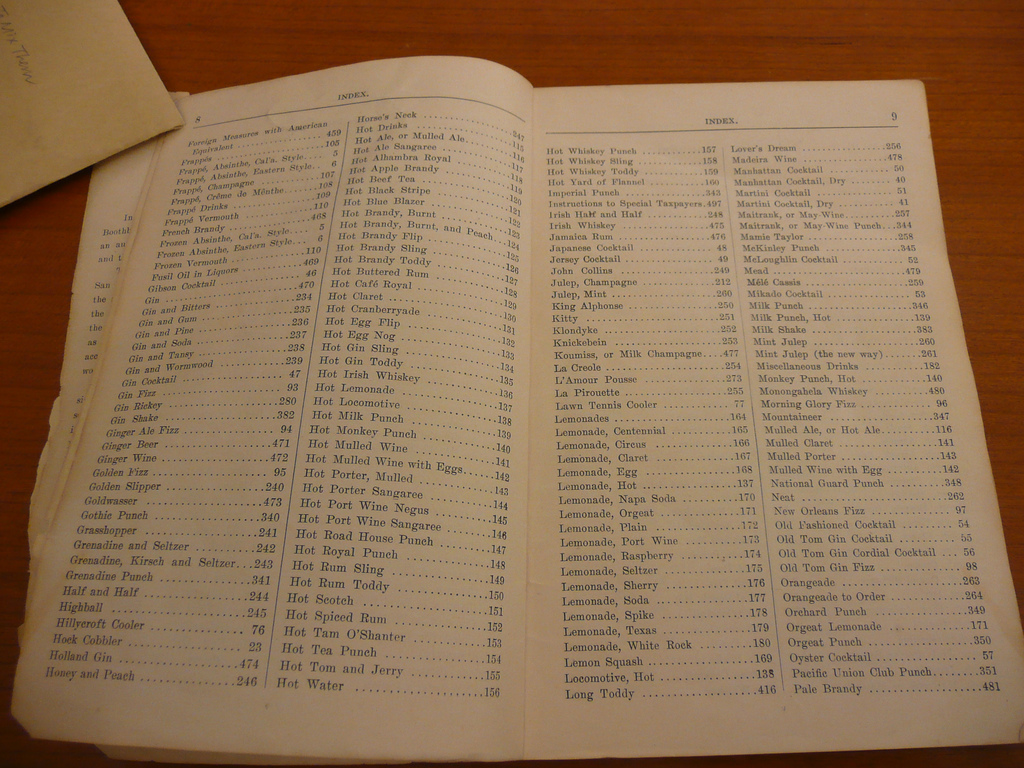 To Mix Them
8
INDEX.
Foreign Measures with American
Equivalent ..................459
Frappés ........................105
Frappé, Absinthe, Cal'a. Style... 5
Frappé, Absinthe, Eastern Style.. 6
Frappé, Champagne ..............107
Frappé, Crême de Menthe.........108
Frappé Drinks ..................109
Frappé Vermouth ................110
French Brandy ..................468
Frozen Absinthe, Cal'a. Style... 5
Frozen Absinthe, Eastern Style... 6
Frozen Vermouth ................110
Fusil Oil in Liquors ...........469
Gibson Cocktail ................ 46
Gin ............................470
Gin and Bitters ................234
Gin and Gum ....................235
Gin and Pine ...................236
Gin and Soda ...................237
Gin and Tansy ..................238
Gin and Wormwood ...............239
Gin Cocktail ................... 47
Gin Fizz ....................... 93
Gin Rickey .....................280
Gin Shake ......................382
Ginger Ale Fizz ................ 94
Ginger Beer ....................471
Ginger Wine ....................472
Golden Fizz .................... 95
Golden Slipper .................240
Goldwasser .....................473
Gothic Punch ...................340
Grasshopper ....................241
Grenadine and Seltzer ..........242
Grenadine, Kirsch and Seltzer...243
Grenadine Punch ................341
Half and Half ..................244
Highball .......................245
Hillycroft Cooler .............. 76
Hock Cobbler ................... 23
Holland Gin ....................474
Honey and Peach ................246
Horse's Neck ...................347
Hot Drinks .....................115
Hot Ale, or Mulled Ale .........116
Hot Ale Sangaree ...............117
Hot Alhambra Royal .............118
Hot Apple Brandy ...............119
Hot Beef Tea ...................120
Hot Black Stripe ...............121
Hot Blue Blazer ................122
Hot Brandy, Burnt ..............123
Hot Brandy, Burnt, and Peach....124
Hot Brandy Flip ................125
Hot Brandy Sling ...............126
Hot Brandy Toddy ...............127
Hot Buttered Rum ...............128
Hot Café Royal .................129
Hot Claret .....................130
Hot Cranberryade ...............131
Hot Egg Flip ...................132
Hot Egg Nog ....................133
Hot Gin Sling ..................134
Hot Gin Toddy ..................135
Hot Irish Whiskey ..............136
Hot Lemonade ...................137
Hot Locomotive .................138
Hot Milk Punch .................139
Hot Monkey Punch ...............140
Hot Mulled Wine ................141
Hot Mulled Wine with Eggs.......142
Hot Porter, Mulled .............143
Hot Porter Sangaree ............144
Hot Port Wine Negus ............145
Hot Port Wine Sangaree .........146
Hot Road House Punch ...........147
Hot Royal Punch ................148
Hot Rum Sling ..................149
Hot Rum Toddy ..................150
Hot Scotch .....................151
Hot Spiced Rum .................152
Hot Tam O'Shanter ..............153
Hot Tea Punch ..................154
Hot Tom and Jerry ..............155
Hot Water ......................156
INDEX.
9
Hot Whiskey Punch ..............157
Hot Whiskey Sling ..............158
Hot Whiskey Toddy ..............159
Hot Yard of Flannel ............160
Imperial Punch .................343
Instructions to Special Taxpayers.497
Irish Half and Half ............248
Irish Whiskey ..................475
Jamaica Rum ....................476
Japanese Cocktail .............. 48
Jersey Cocktail ................ 49
John Collins ...................249
Julep, Champagne ...............212
Julep, Mint ....................260
King Alphonse ..................250
Kitty ..........................251
Klondyke .......................252
Knickebein .....................253
Koumiss, or Milk Champagne......477
La Creole ......................254
L'Amour Pousse .................273
La Pirouette ...................255
Lawn Tennis Cooler ............. 77
Lemonades ......................164
Lemonade, Centennial ...........165
Lemonade, Circus ...............166
Lemonade, Claret ...............167
Lemonade, Egg ..................168
Lemonade, Hot ..................137
Lemonade, Napa Soda ............170
Lemonade, Orgeat ...............171
Lemonade, Plain ................172
Lemonade, Port Wine ............173
Lemonade, Raspberry ............174
Lemonade, Seltzer ..............175
Lemonade, Sherry ...............176
Lemonade, Soda .................177
Lemonade, Spike ................178
Lemonade, Texas ................179
Lemonade, White Rock ...........180
Lemon Squash ...................169
Locomotive, Hot ................138
Long Toddy .....................416
Lover's Dream ..................256
Madeira Wine ...................478
Manhattan Cocktail ............. 50
Manhattan Cocktail, Dry ........ 40
Martini Cocktail ............... 51
Martini Cocktail, Dry .......... 41
Maitrank, or May-Wine...........257
Maitrank, or May-Wine Punch.....344
Mamie Taylor ...................258
McKinley Punch .................345
McLoughlin Cocktail ............ 52
Mead ...........................479
Mêlé Cassis ....................259
Mikado Cocktail ................ 53
Milk Punch .....................346
Milk Punch, Hot ................139
Milk Shake .....................383
Mint Julep .....................260
Mint Julep (the new way)........261
Miscellaneous Drinks ...........182
Monkey Punch, Hot ..............140
Monongahela Whiskey ............480
Morning Glory Fizz ............. 96
Mountaineer ....................347
Mulled Ale, or Hot Ale..........116
Mulled Claret ..................141
Mulled Porter ..................143
Mulled Wine with Egg ...........142
National Guard Punch ...........348
Neat ...........................262
New Orleans Fizz ............... 97
Old Fashioned Cocktail ......... 54
Old Tom Gin Cocktail ........... 55
Old Tom Gin Cordial Cocktail ... 56
Old Tom Gin Fizz ............... 98
Orangeade ......................263
Orangeade to Order .............264
Orchard Punch ..................349
Orgeat Lemonade ................171
Orgeat Punch ...................350
Oyster Cocktail ................ 57
Pacific Union Club Punch........351
Pale Brandy ....................481